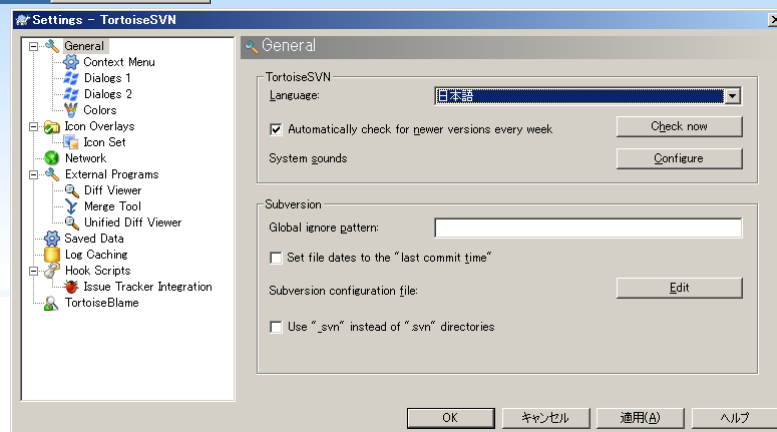 Settings - TortoiseSVN
General
Context Menu
Dialogs 1
Dialogs 2
Colors
Icon Overlays
Icon Set
Network
External Programs
Diff Viewer
Merge Tool
Unified Diff Viewer
Saved Data
Log Caching
Hook Scripts
Issue Tracker Integration
TortoiseBlame
General
TortoiseSVN
Language: 日本語
Automatically check for newer versions every week Check now
System sounds Configure
Subversion
Global ignore pattern:
Set file dates to the "last commit time"
Subversion configuration file: Edit
Use "_svn" instead of ".svn" directories
OK キャンセル 適用(A) ヘルプ